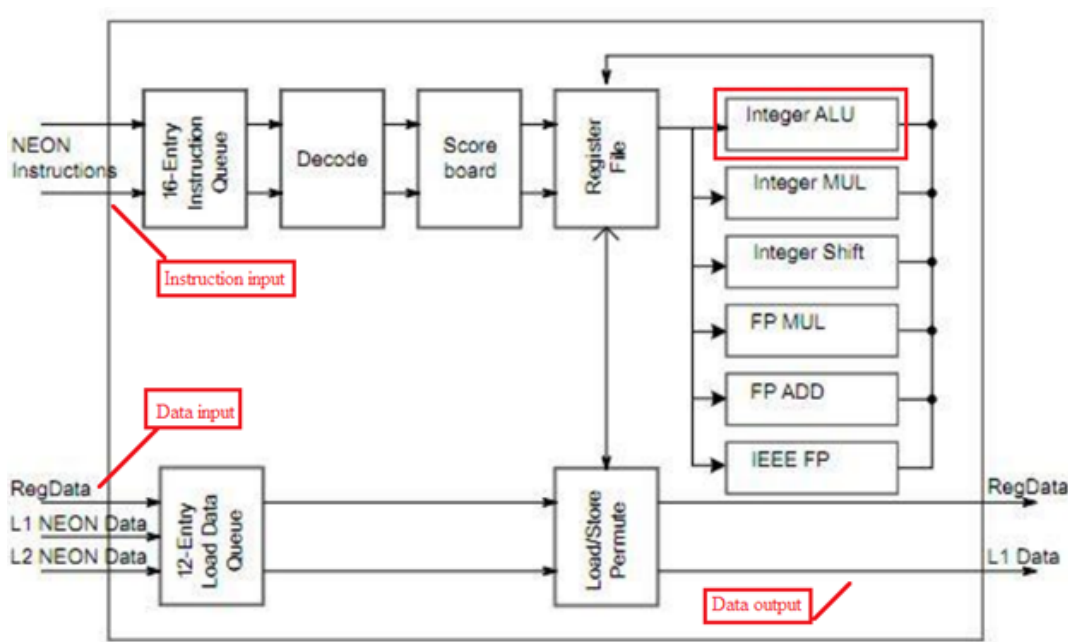 NEON
Instructions
16-Entry
Instruction
Queue
Decode
Score
board
Register
File
Integer ALU
Integer MUL
Integer Shift
FP MUL
FP ADD
IEEE FP
Instruction input
Data input
RegData
L1 NEON Data
L2 NEON Data
12-Entry
Load Data
Queue
Load/Store
Permute
RegData
L1 Data
Data output